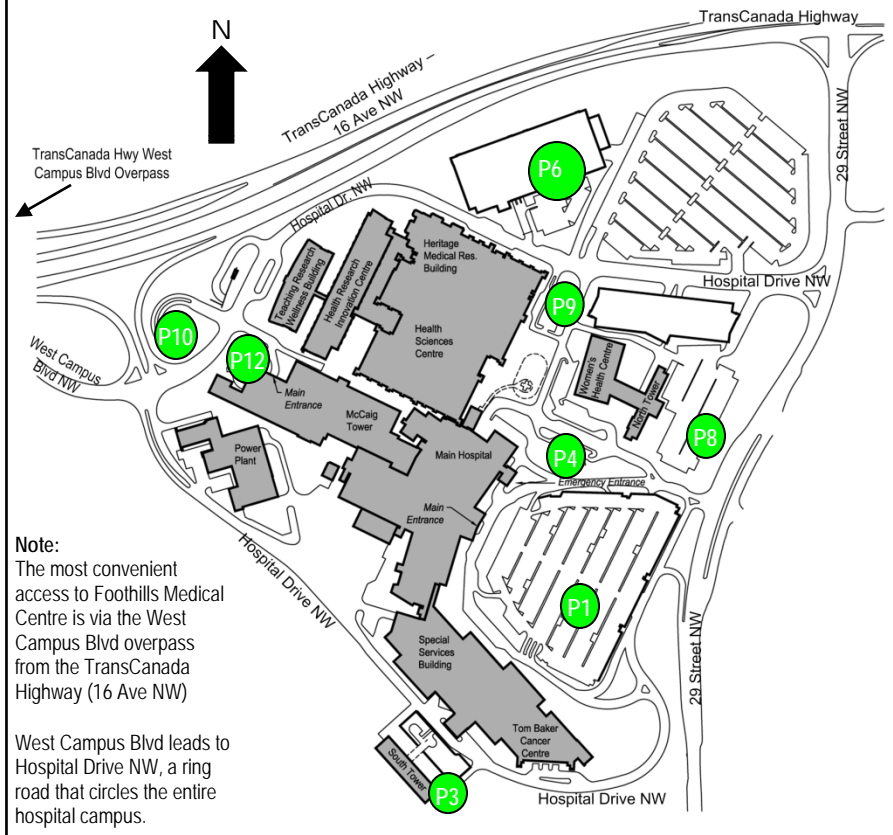 TransCanada Highway
N
TransCanada Highway –
16 Ave NW
TransCanada Hwy West
Campus Blvd Overpass
29 Street NW
P6
Hospital Dr. NW
Heritage
Medical Res.
Building
Teaching Research
Wellness Building
Health Research
Innovation Centre
Hospital Drive NW
P9
P10
Health
Sciences
Centre
West Campus
Blvd NW
P12
Women's
Health Centre
Main
Entrance
North Tower
McCaig
Tower
P8
Power
Plant
Main Hospital
P4
Emergency Entrance
Main
Entrance
Note:
The most convenient
access to Foothills Medical
Centre is via the West
Campus Blvd overpass
from the TransCanada
Highway (16 Ave NW)
West Campus Blvd leads to
Hospital Drive NW, a ring
road that circles the entire
hospital campus.
Hospital Drive NW
P1
Special
Services
Building
29 Street NW
Tom Baker
Cancer
Centre
South Tower
P3
Hospital Drive NW